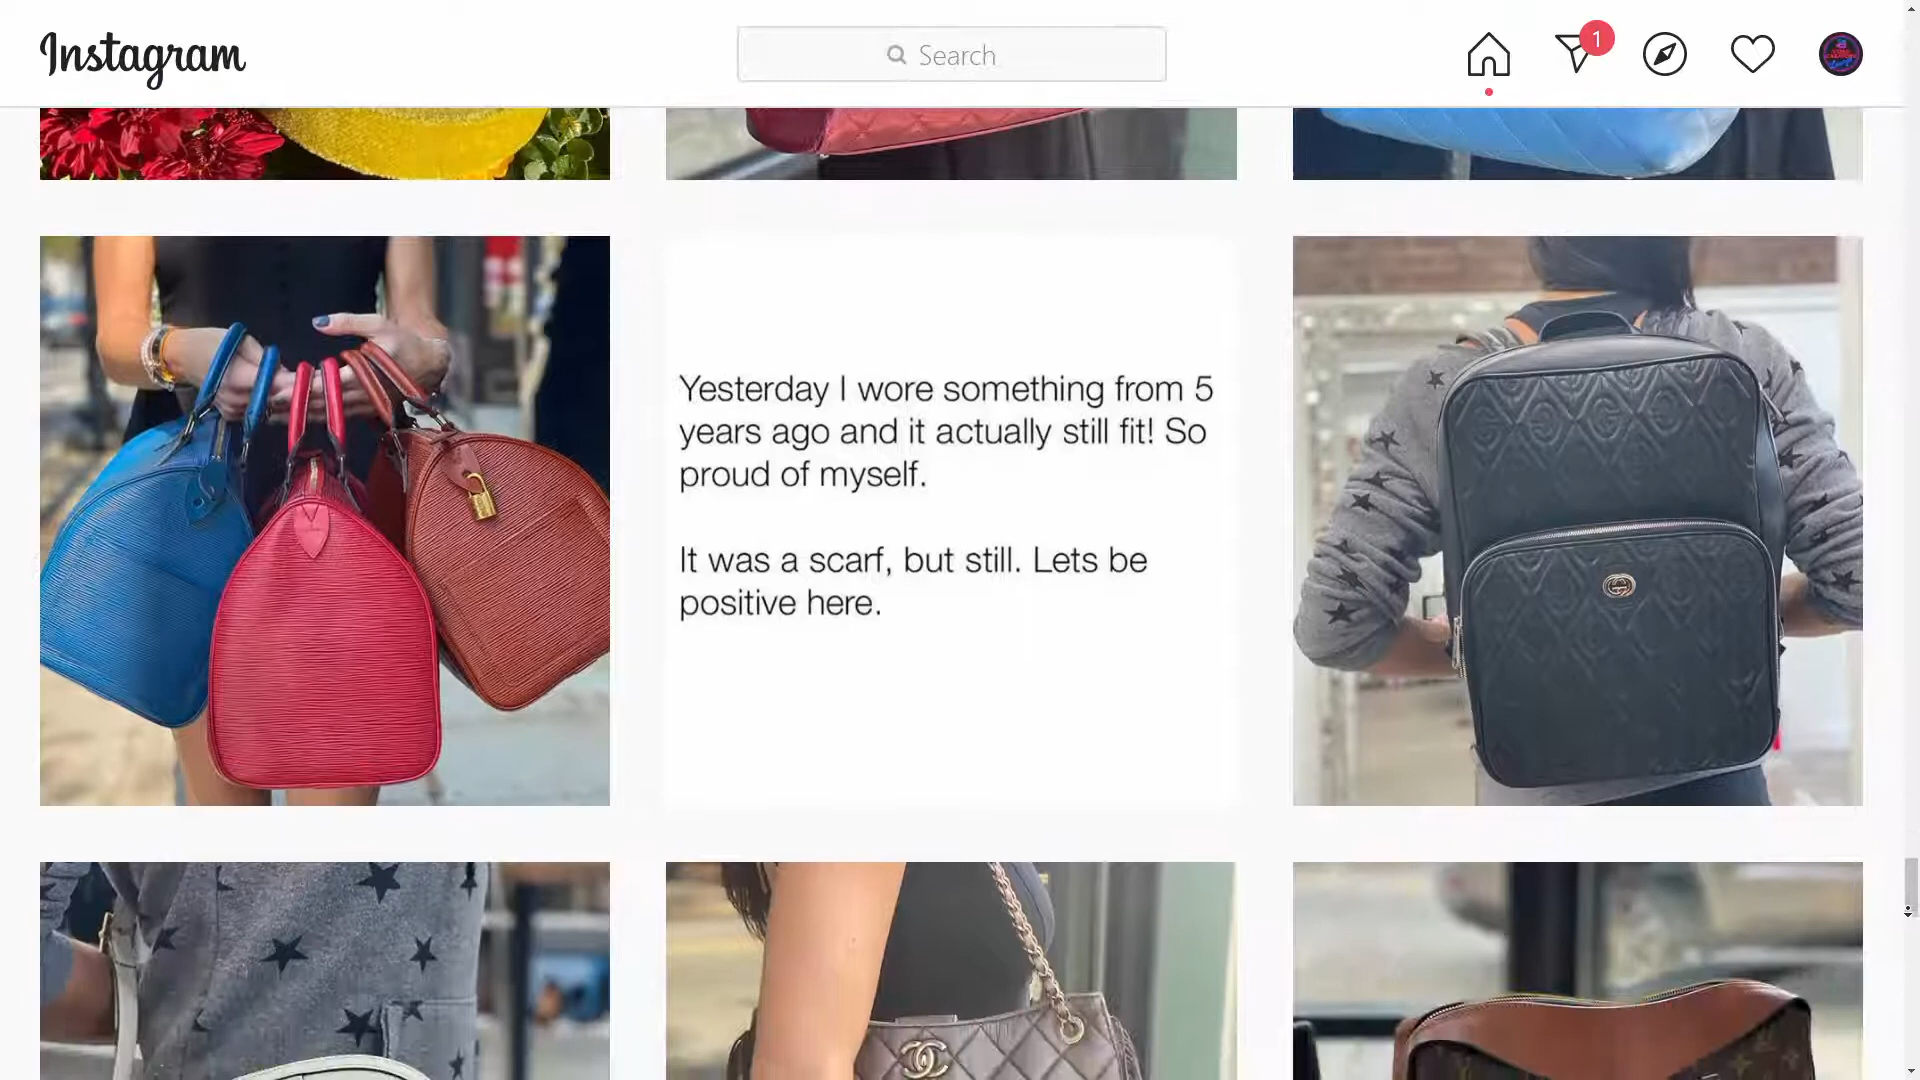 Instagram
Search
1
Yesterday I wore something from 5
years ago and it actually still fit! So
proud of myself.
It was a scarf, but still. Lets be
positive here.